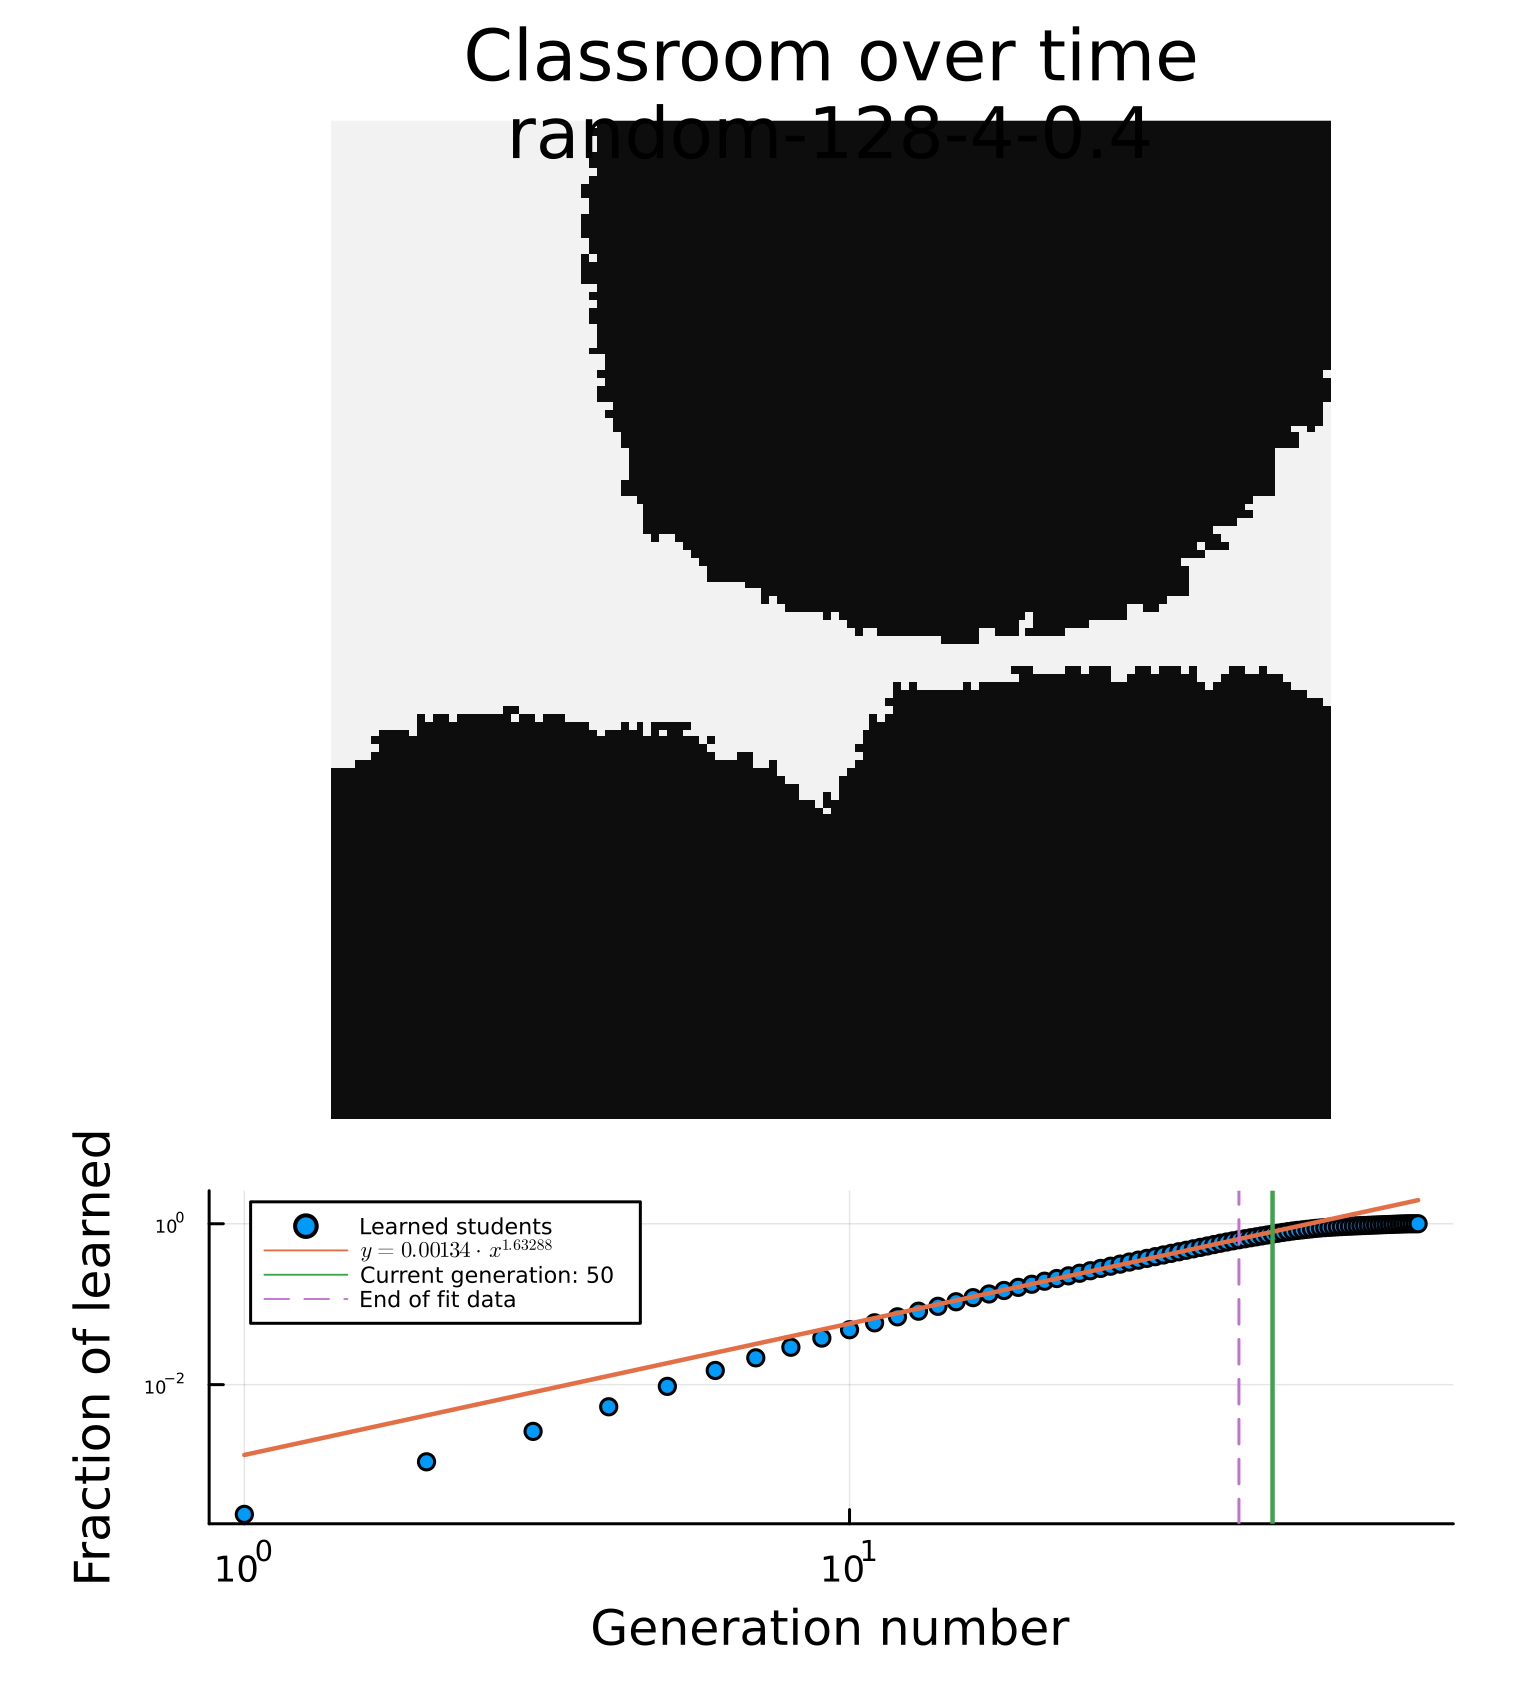 Classroom over time
random-128-4-0.4
Fraction of learned
10⁰
10⁻²
Learned students
y = 0.00134 · x^1.63288
Current generation: 50
End of fit data
10⁰
10¹
Generation number